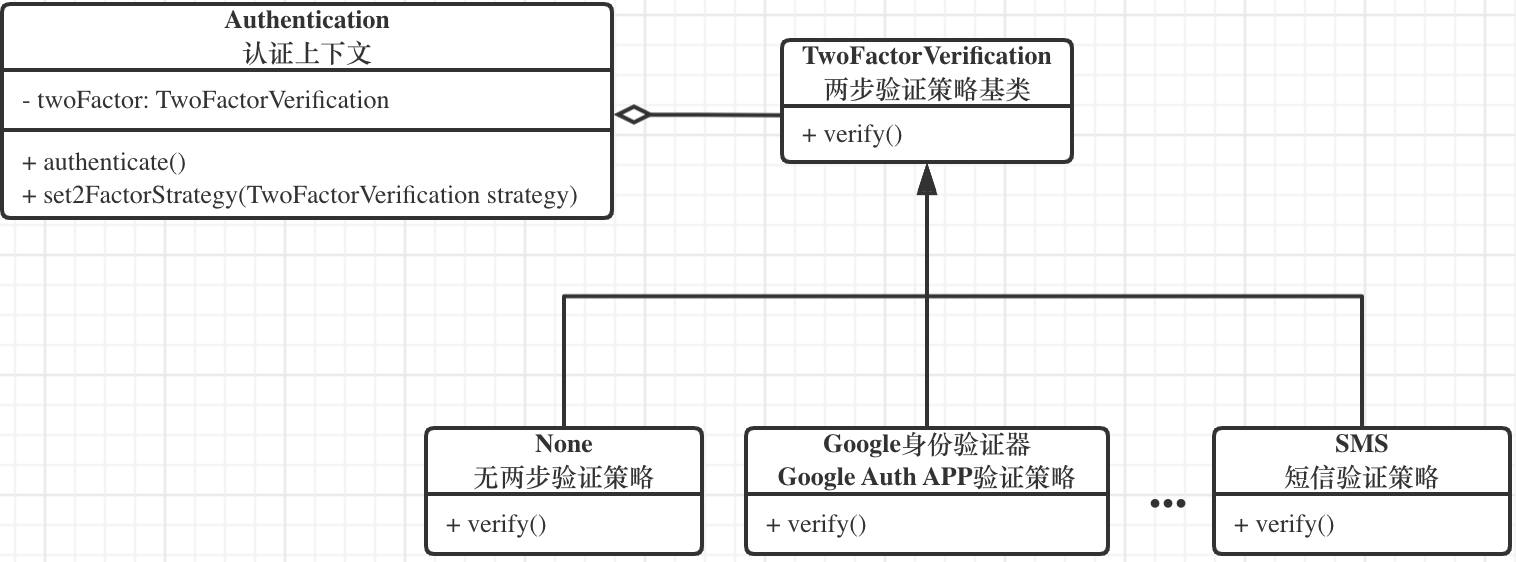 Authentication
认证上下文
- twoFactor: TwoFactorVerification
+ authenticate()
+ set2FactorStrategy(TwoFactorVerification strategy)
TwoFactorVerification
两步验证策略基类
+ verify()
None
无两步验证策略
+ verify()
Google身份验证器
Google Auth APP验证策略
+ verify()
•••
SMS
短信验证策略
+ verify()